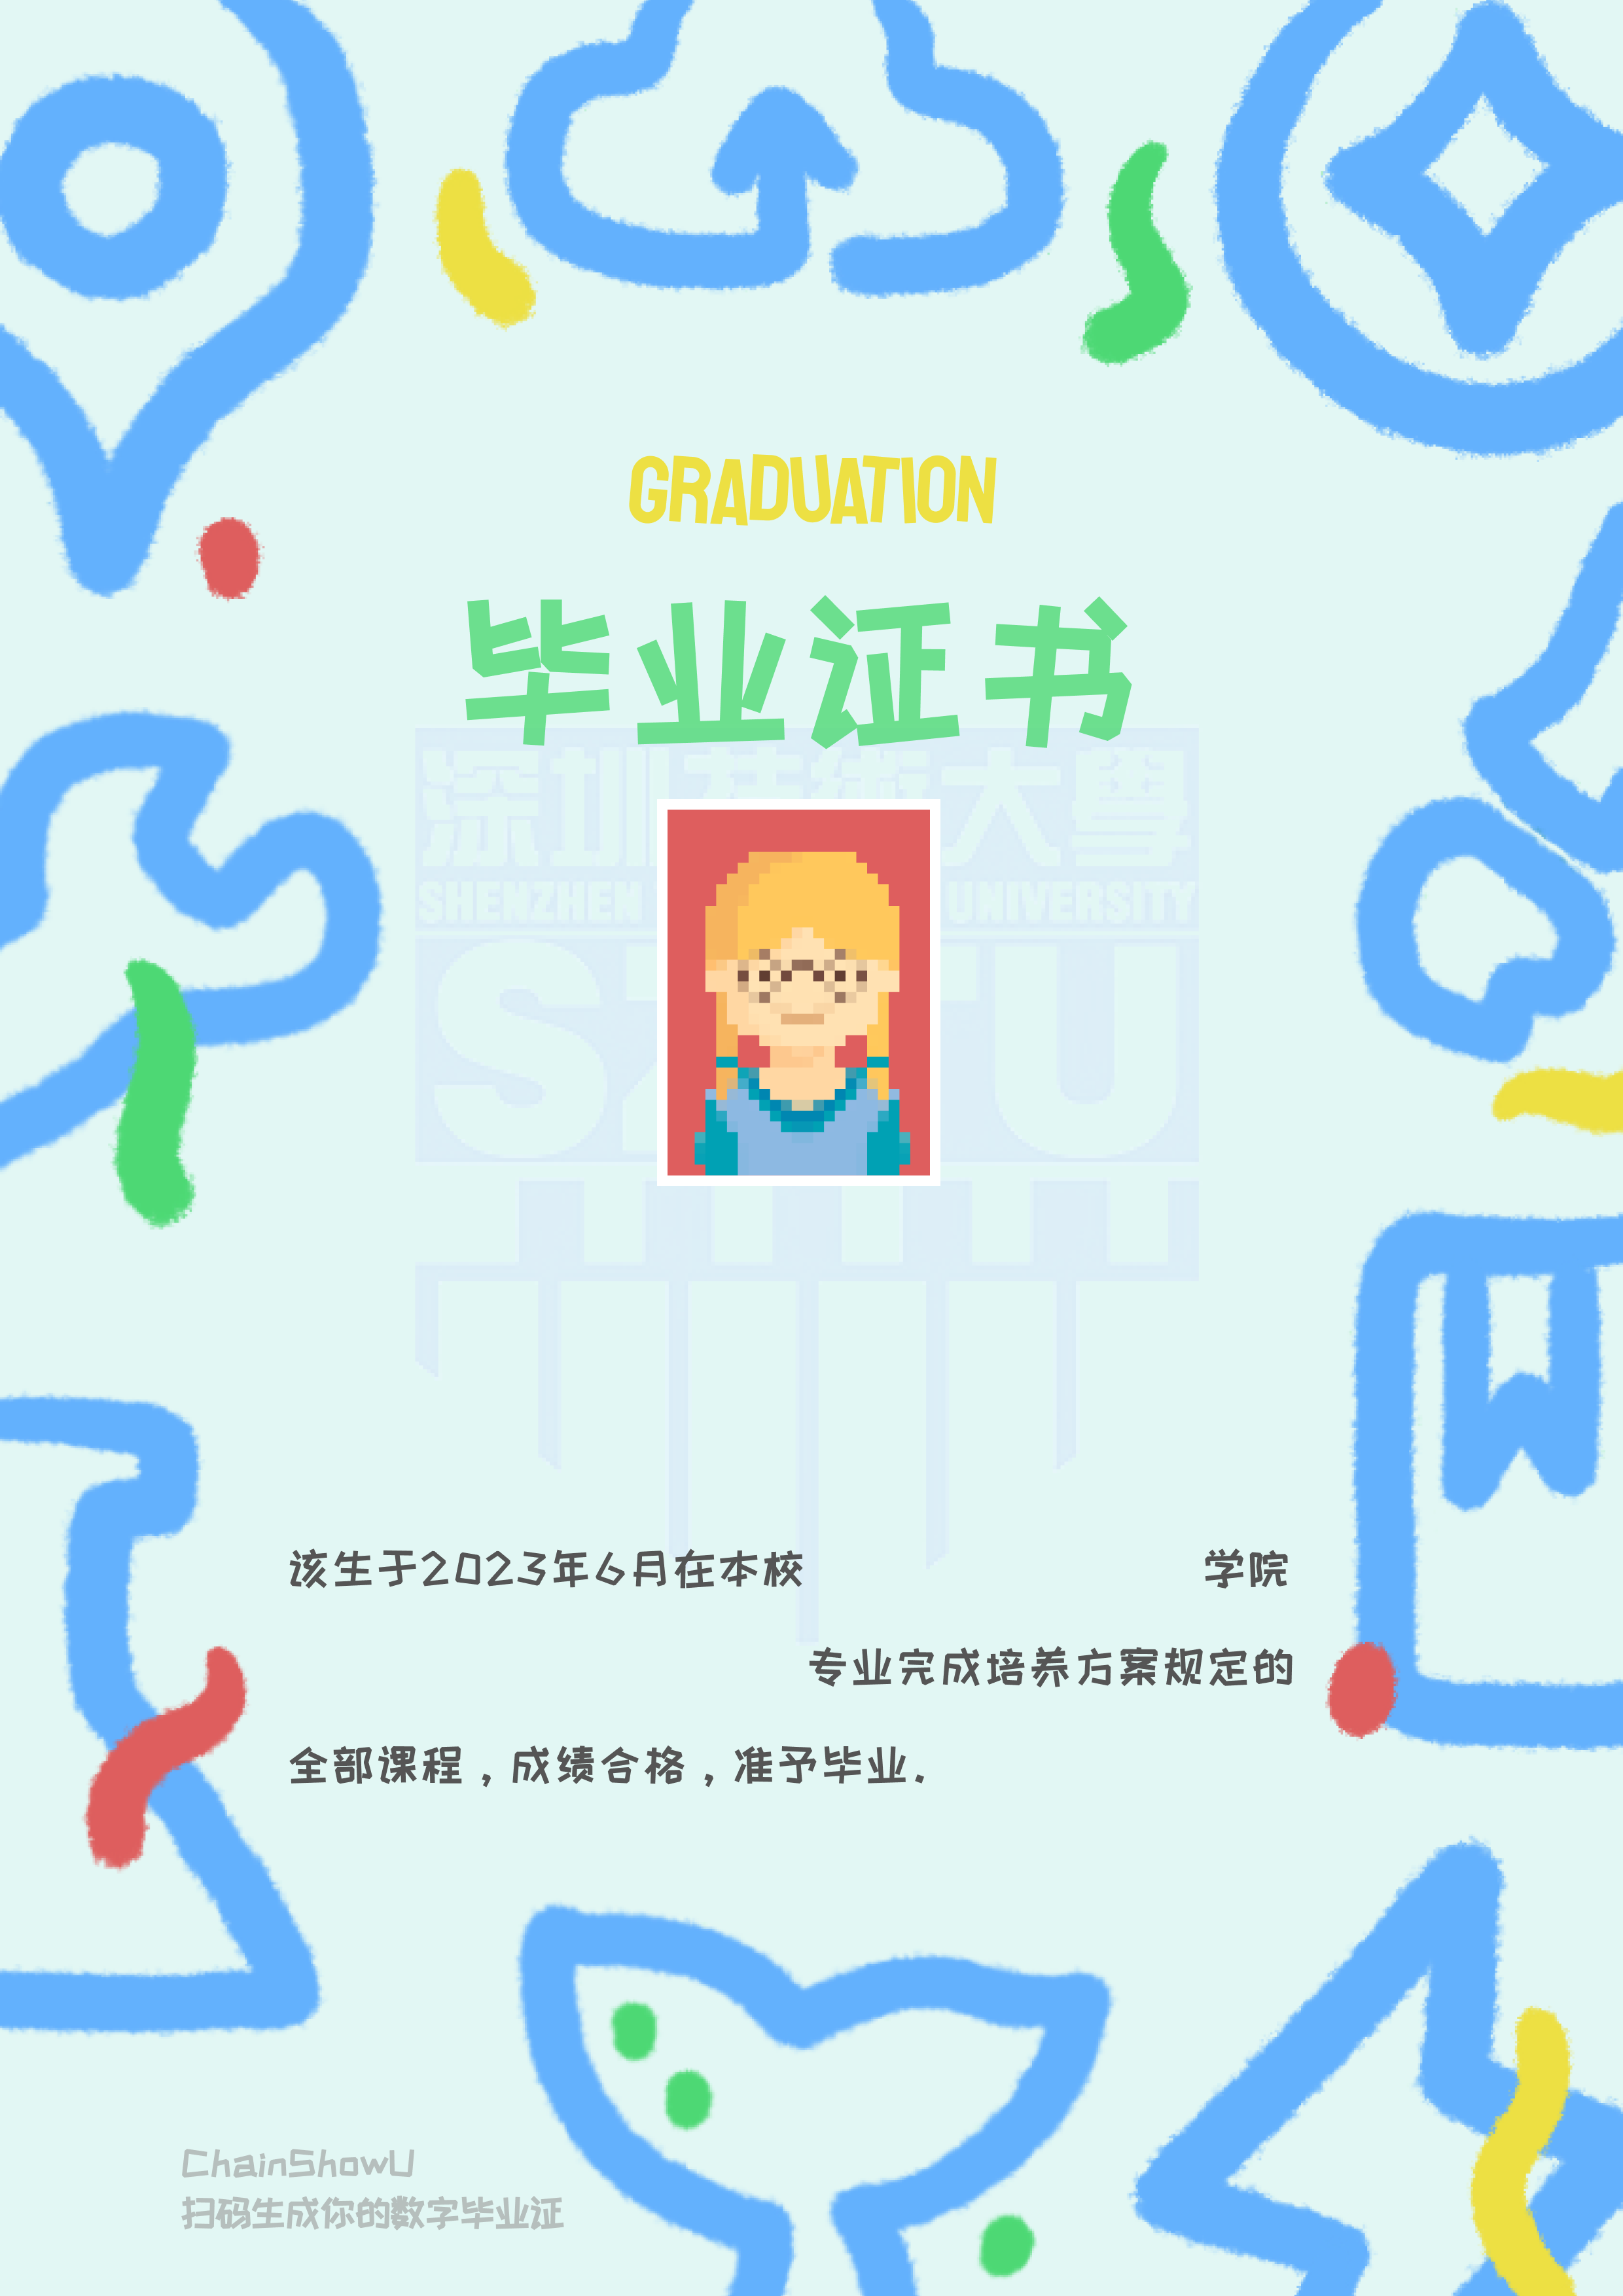 GRADUATION
毕业证书
深圳技術大學
SHENZHEN UNIVERSITY
SZ U
该生于2023年6月在本校 学院
专业完成培养方案规定的
全部课程，成绩合格，准予毕业.
ChainShowU
扫码生成你的数字毕业证